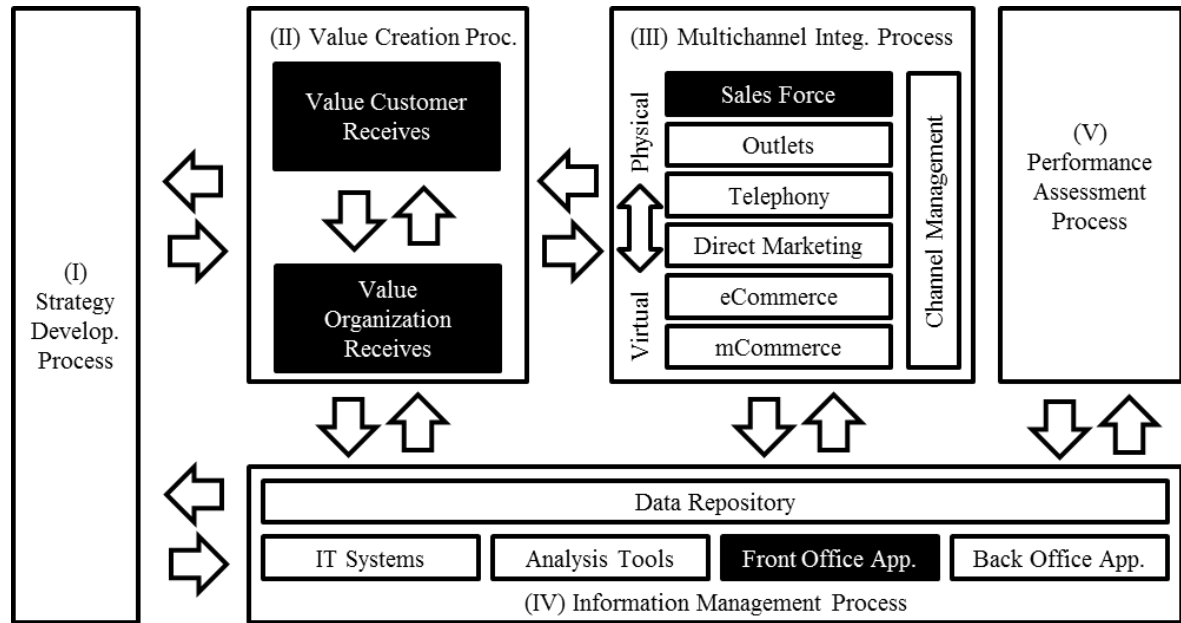 (I)
Strategy
Develop.
Process
(II) Value Creation Proc.
Value Customer
Receives
Value
Organization
Receives
(III) Multichannel Integ. Process
Physical
Virtual
Sales Force
Outlets
Telephony
Direct Marketing
eCommerce
mCommerce
Channel Management
(V)
Performance
Assessment
Process
Data Repository
IT Systems
Analysis Tools
Front Office App.
Back Office App.
(IV) Information Management Process